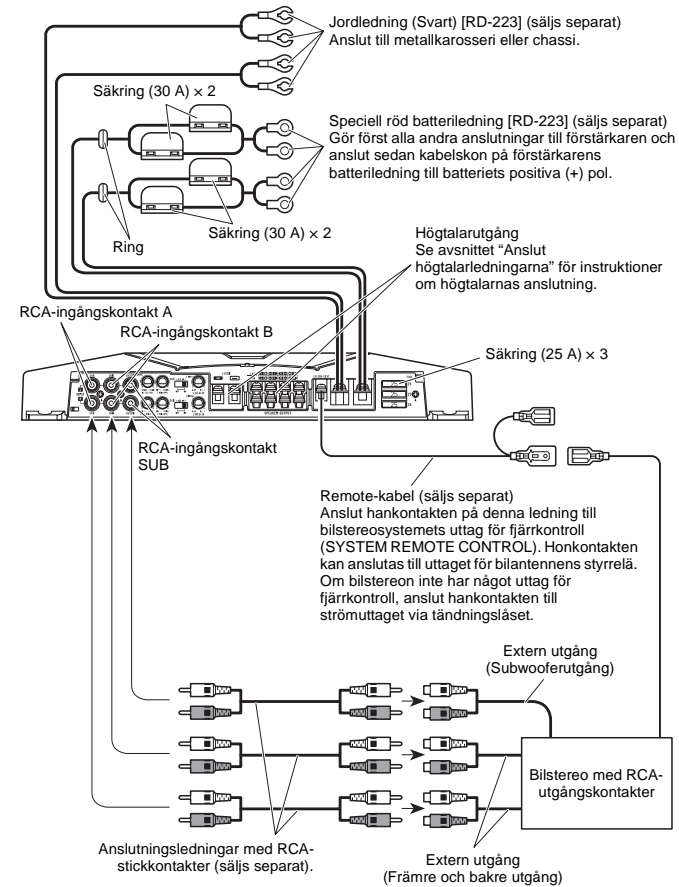 Jordledning (Svart) [RD-223] (säljs separat)
Anslut till metallkarosseri eller chassi.
Säkring (30 A) × 2
Speciell röd batteriledning [RD-223] (säljs separat)
Gör först alla andra anslutningar till förstärkaren och
anslut sedan kabelskon på förstärkarens
batteriledning till batteriets positiva (+) pol.
Säkring (30 A) × 2
Ring
Högtalarutgång
Se avsnittet “Anslut
högtalarledningarna” för instruktioner
om högtalarnas anslutning.
RCA-ingångskontakt A
RCA-ingångskontakt B
Säkring (25 A) × 3
SPEAKER OUTPUT
RCA-ingångskontakt
SUB
Remote-kabel (säljs separat)
Anslut hankontakten på denna ledning till
bilstereosystemets uttag för fjärrkontroll
(SYSTEM REMOTE CONTROL). Honkontakten
kan anslutas till uttaget för bilantennens styrrelä.
Om bilstereon inte har något uttag för
fjärrkontroll, anslut hankontakten till
strömuttaget via tändningslåset.
Extern utgång
(Subwooferutgång)
Bilstereo med RCA-
utgångskontakter
Anslutningsledningar med RCA-
stickkontakter (säljs separat).
Extern utgång
(Främre och bakre utgång)